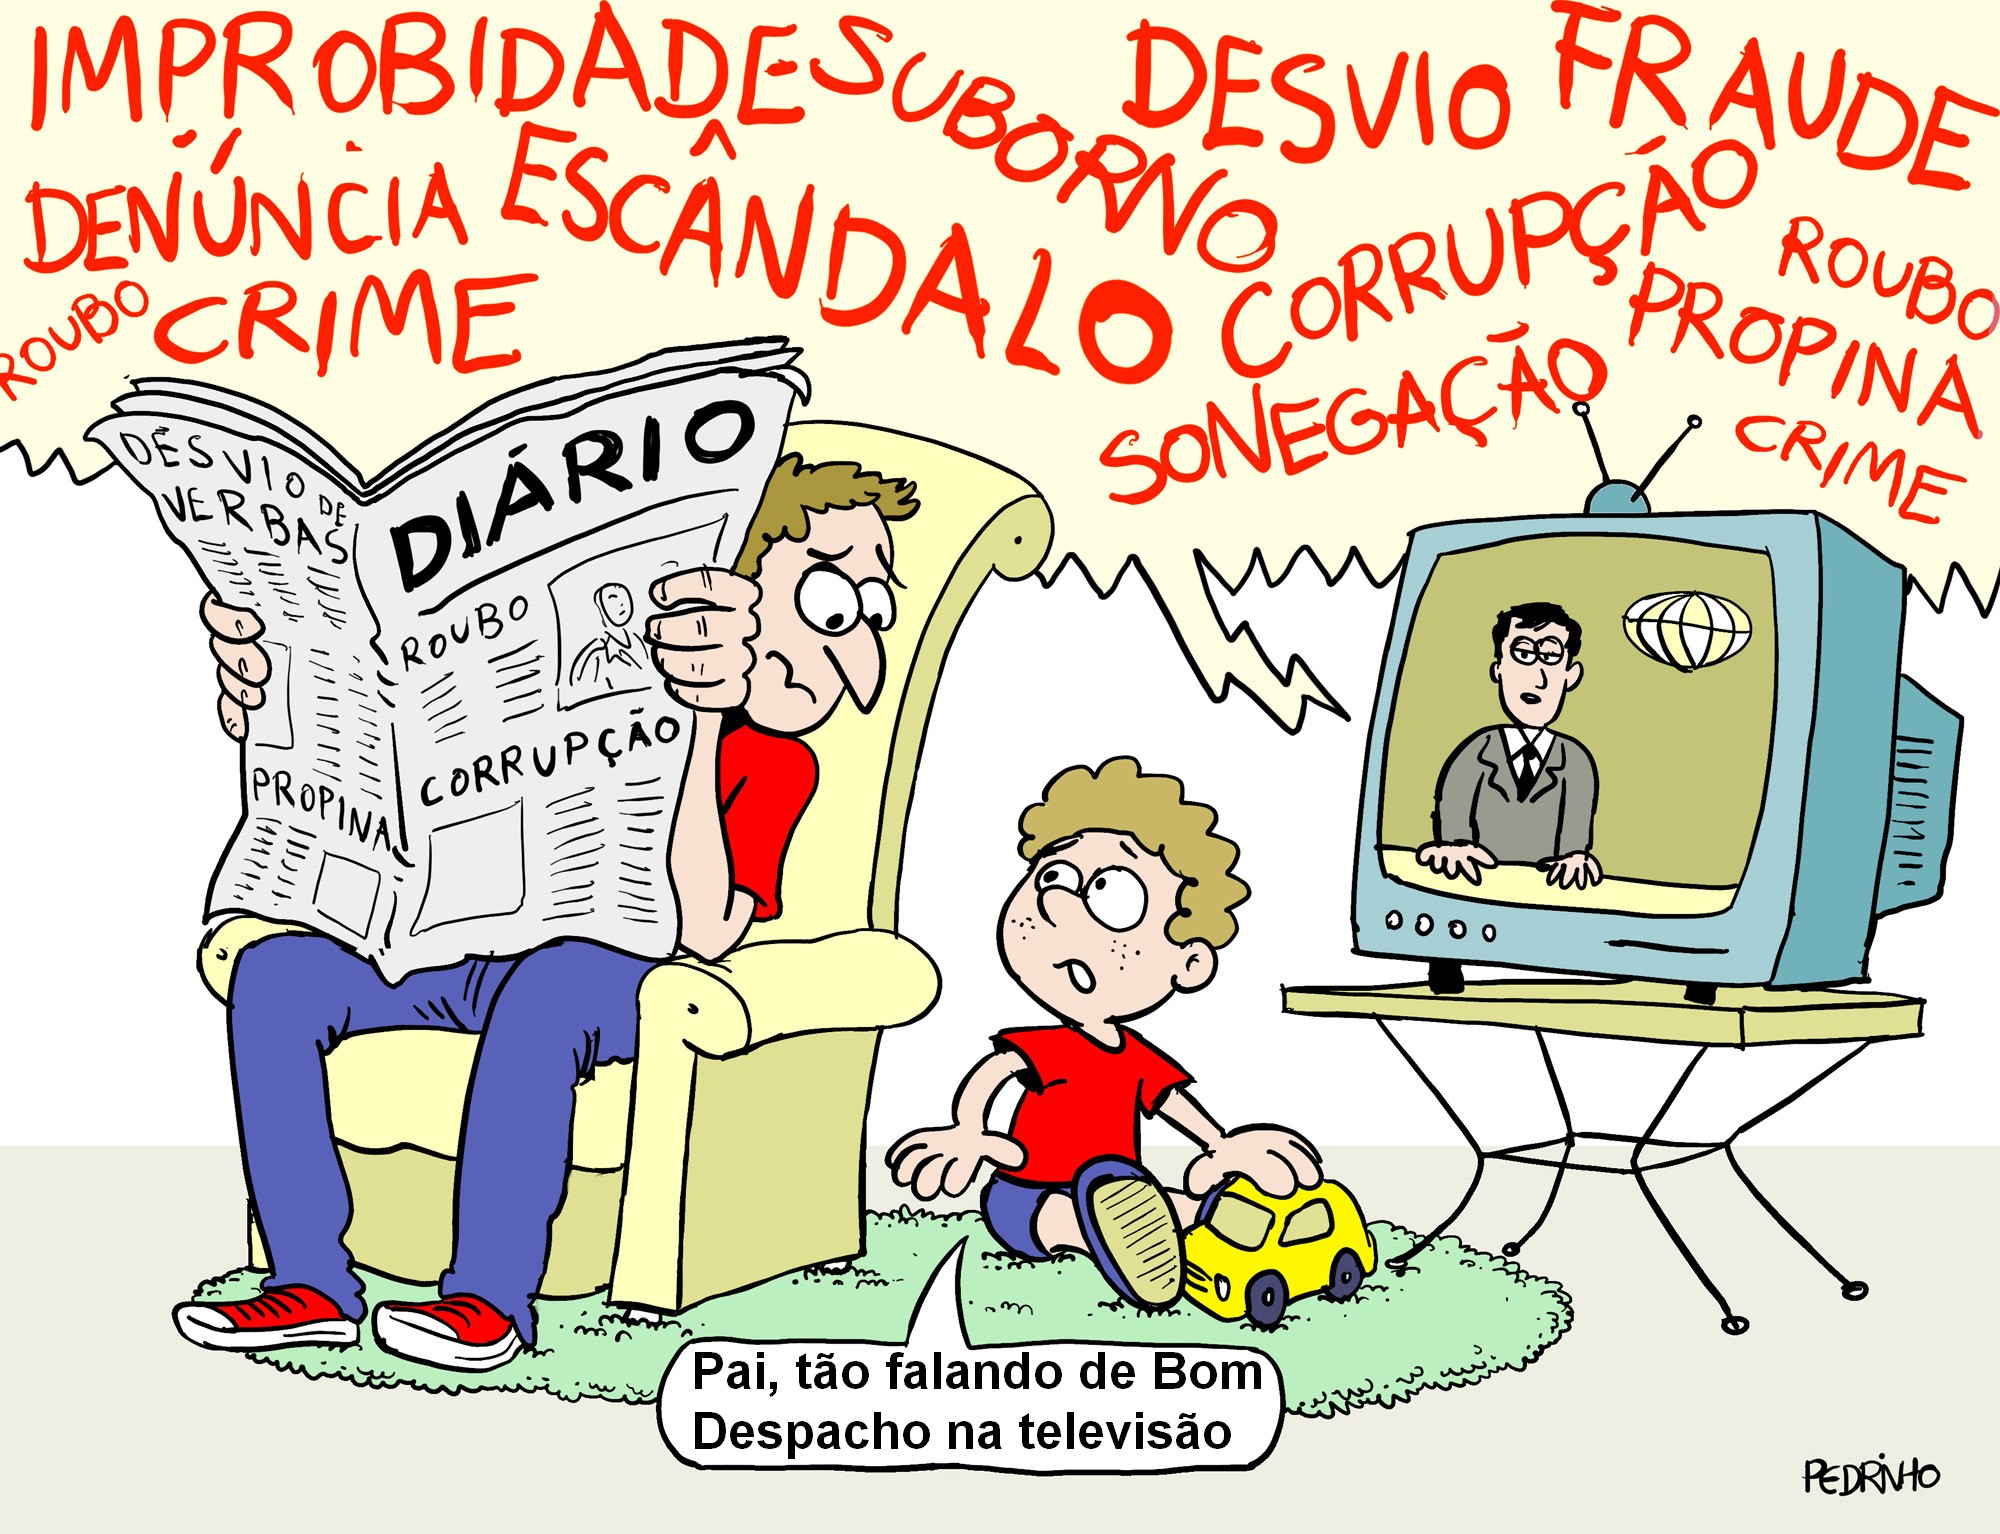 IMPROBIDADE
SUBORNO
DESVIO
FRAUDE
DENÚNCIA
ESCÂNDALO
CORRUPÇÃO
ROUBO
ROUBO
CRIME
SONEGAÇÃO
PROPINA
CRIME
DESVIO DE
VERBAS
PROPINA
DIÁRIO
ROUBO
CORRUPÇÃO
Pai, tão falando de Bom
Despacho na televisão
PEDRINHO